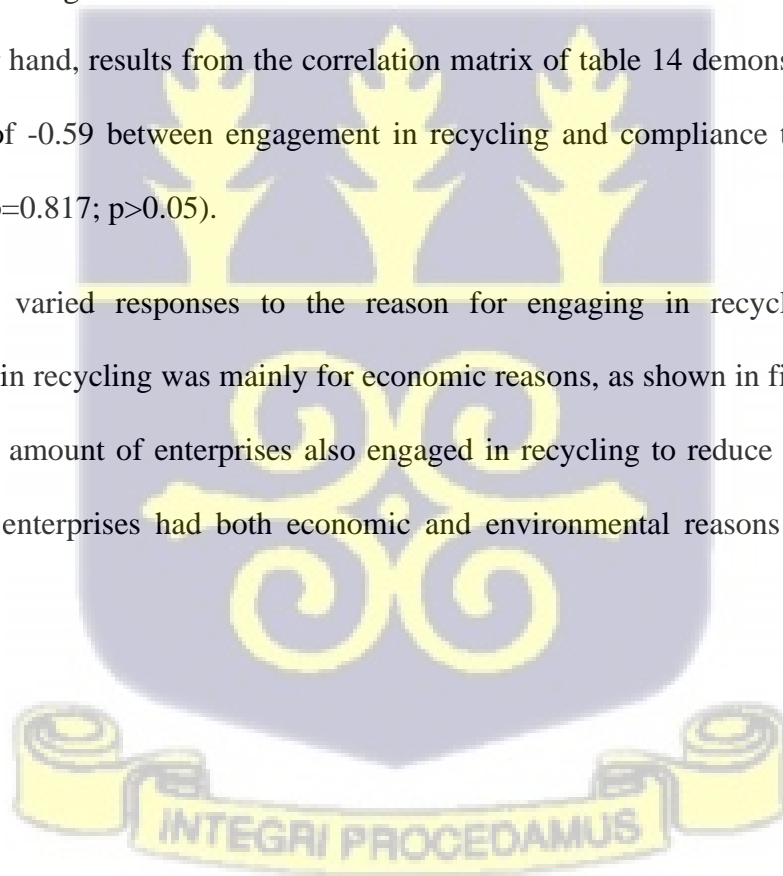 hand, results from the correlation matrix of table 14 demons
of -0.59 between engagement in recycling and compliance
=0.817; p>0.05).
varied responses to the reason for engaging in recycl
in recycling was mainly for economic reasons, as shown in fi
amount of enterprises also engaged in recycling to reduce
enterprises had both economic and environmental reasons
INTEGRI PROCEDAMUS